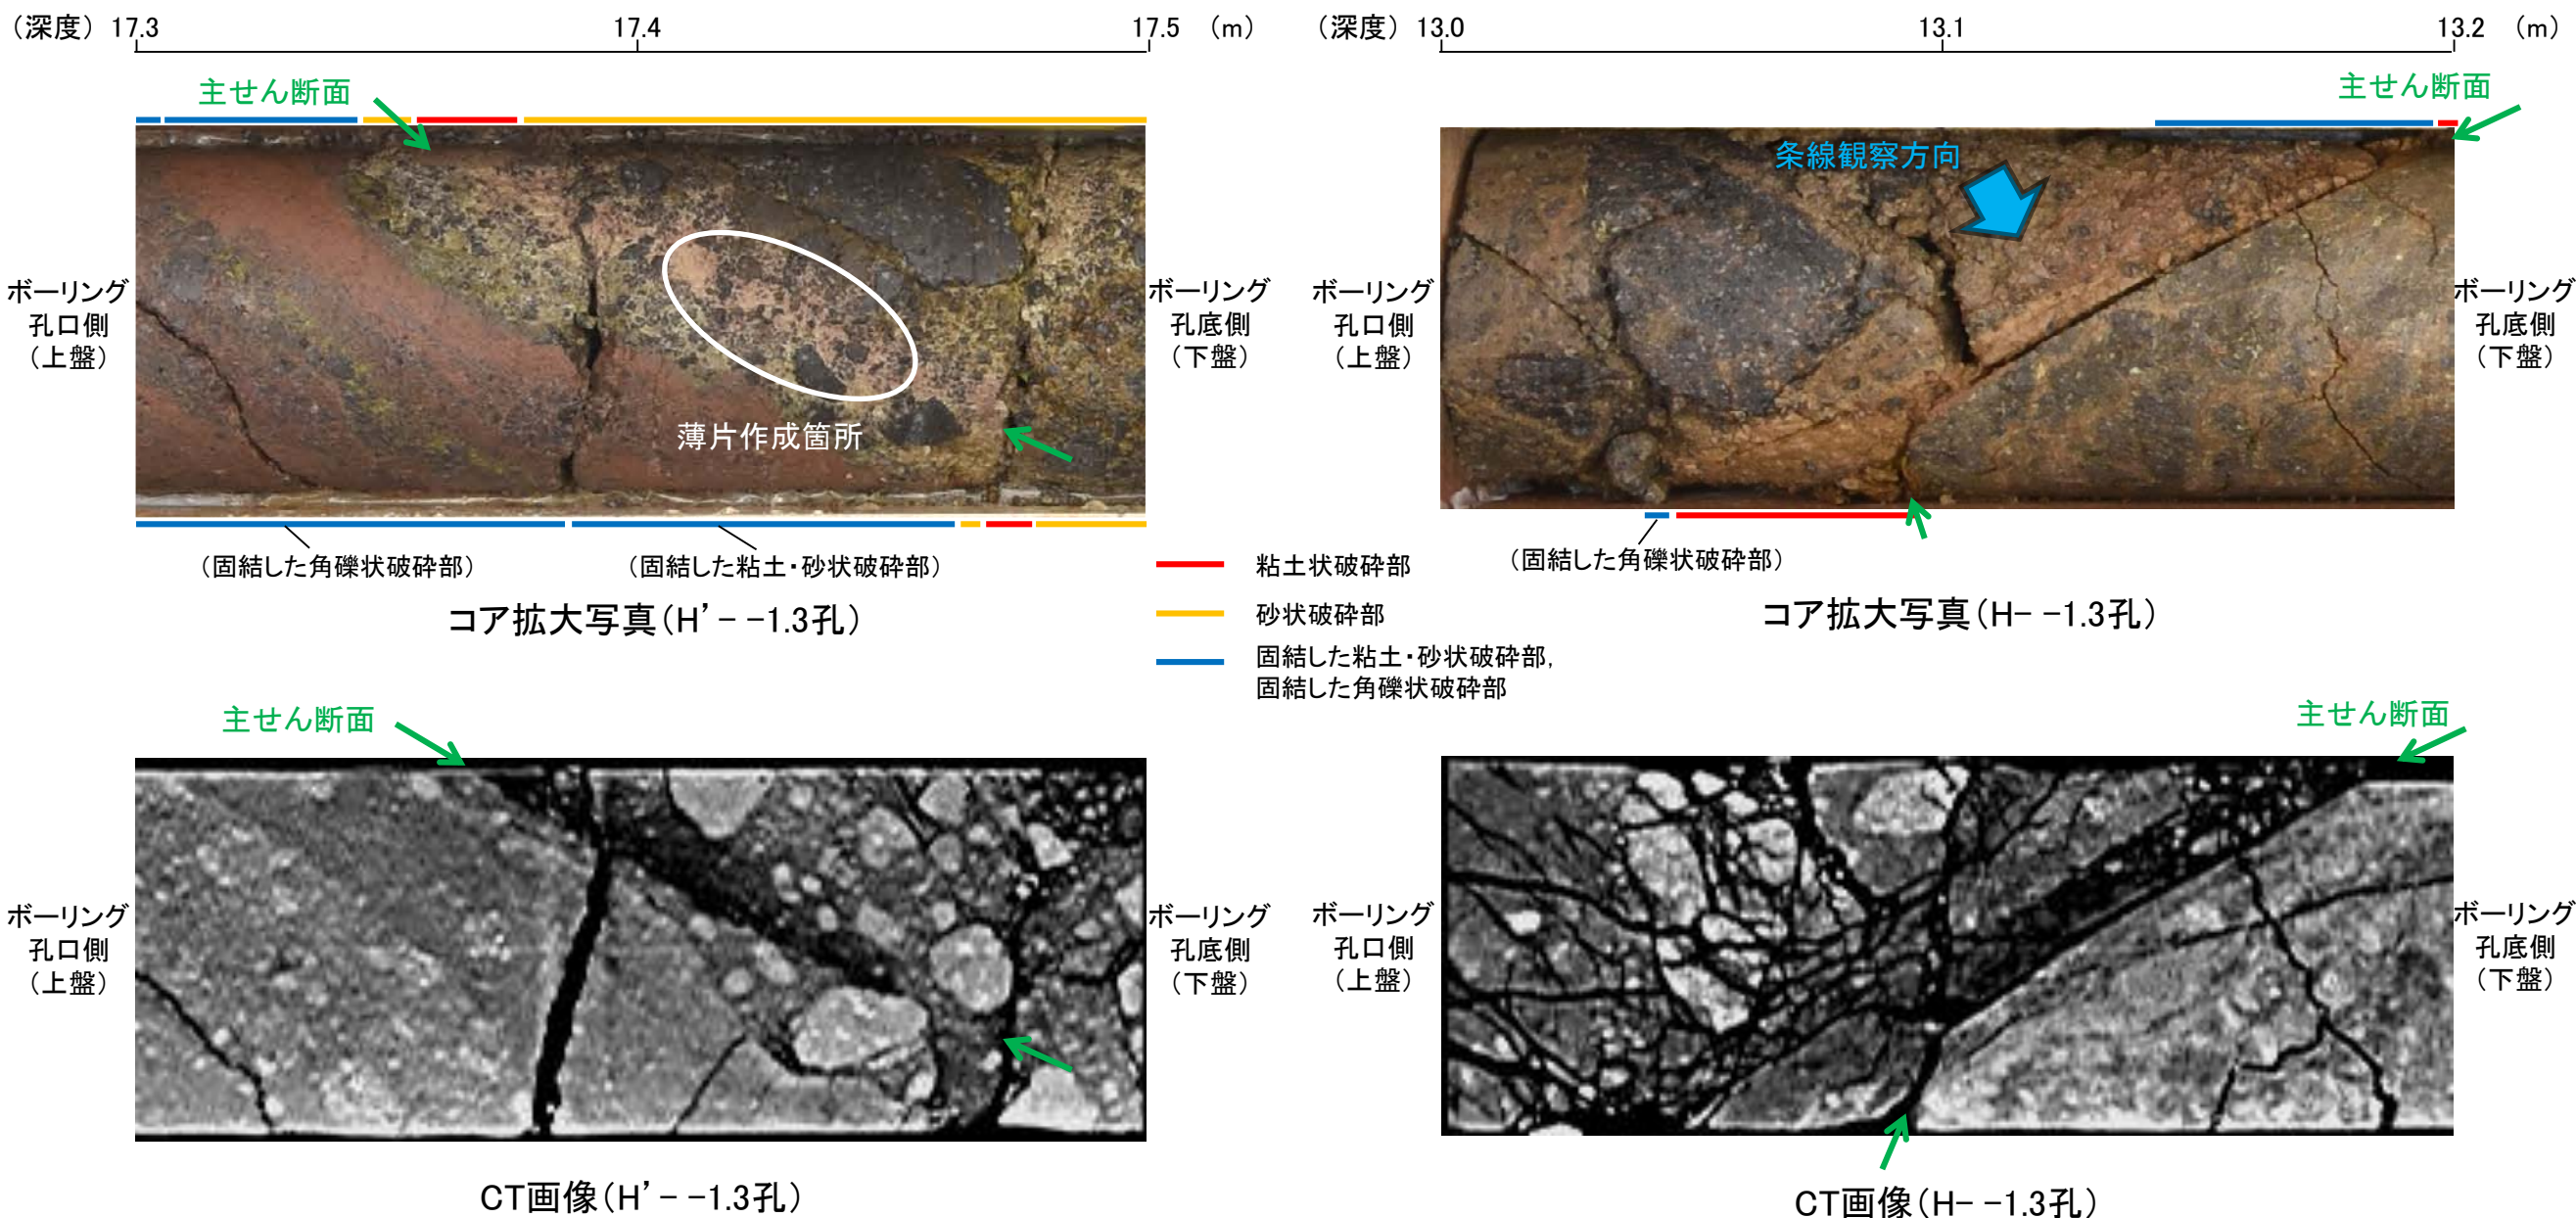 （深度）17.3 17.4 17.5 （m）
（深度）13.0 13.1 13.2 （m）
主せん断面
主せん断面
条線観察方向
ボーリング
孔口側
（上盤）
薄片作成箇所
ボーリング
孔底側
（下盤）
ボーリング
孔口側
（上盤）
ボーリング
孔底側
（下盤）
（固結した角礫状破砕部）
（固結した粘土・砂状破砕部）
（固結した角礫状破砕部）
コア拡大写真（H’－－1.3孔）
コア拡大写真（H－－1.3孔）
粘土状破砕部
砂状破砕部
固結した粘土・砂状破砕部，
固結した角礫状破砕部
主せん断面
主せん断面
ボーリング
孔口側
（上盤）
ボーリング
孔底側
（下盤）
ボーリング
孔口側
（上盤）
ボーリング
孔底側
（下盤）
CT画像（H’－－1.3孔）
CT画像（H－－1.3孔）